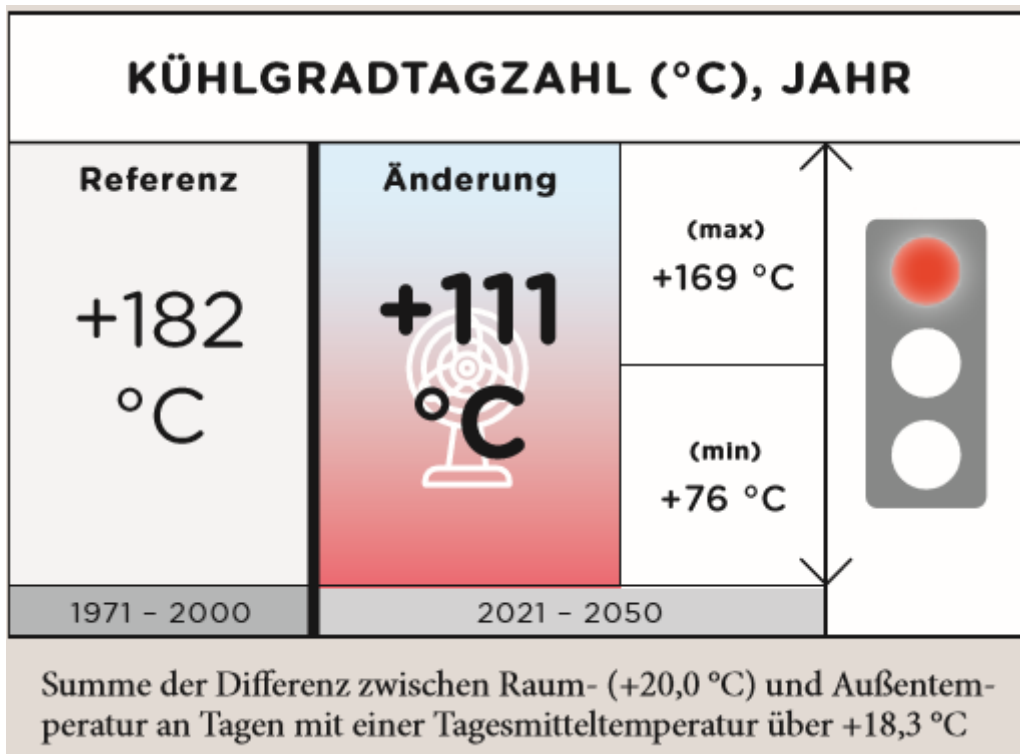 KÜHLGRADTAGZAHL (°C), JAHR
Referenz
+182
°C
Änderung
+111
°C
(max)
+169 °C
(min)
+76 °C
1971 – 2000
2021 – 2050
Summe der Differenz zwischen Raum- (+20,0 °C) und Außentem-
peratur an Tagen mit einer Tagesmitteltemperatur über +18,3 °C